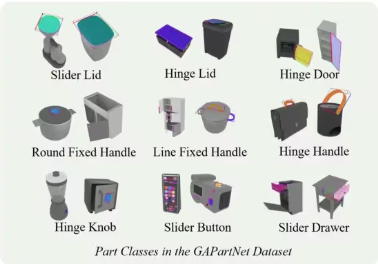 Slider Lid Hinge Lid Hinge Door
Round Fixed Handle Line Fixed Handle Hinge Handle
Hinge Knob Slider Button Slider Drawer
Part Classes in the GAPartNet Dataset